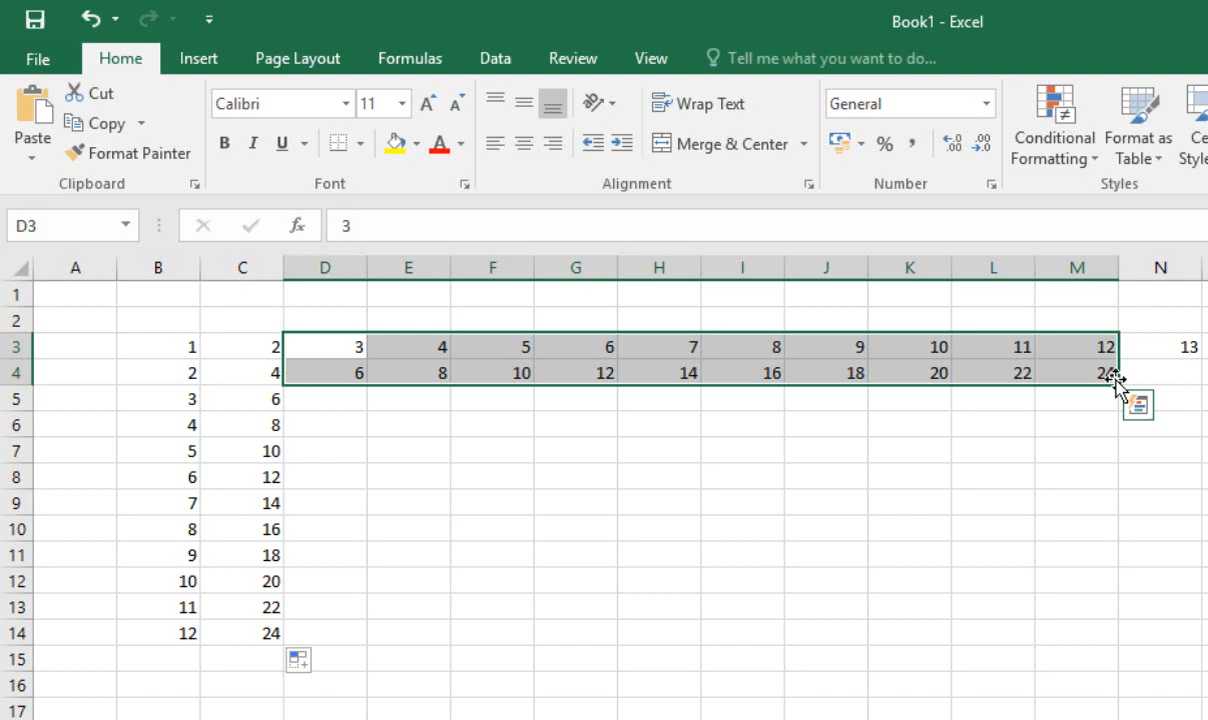 Book1 - Excel
File Home Insert Page Layout Formulas Data Review View Tell me what you want to do...
Cut
Copy
Format Painter
Paste
Clipboard
Calibri 11 A A
B I U A
Font
Wrap Text
Merge & Center
Alignment
General
% , .0 .00 .00 .0
Number
Conditional Formatting
Format as Table
Styles
D3 fx 3
A B C D E F G H I J K L M N
1
2
3 1 2 3 4 5 6 7 8 9 10 11 12 13
4 2 4 6 8 10 12 14 16 18 20 22 24
5 3 6
6 4 8
7 5 10
8 6 12
9 7 14
10 8 16
11 9 18
12 10 20
13 11 22
14 12 24
15
16
17